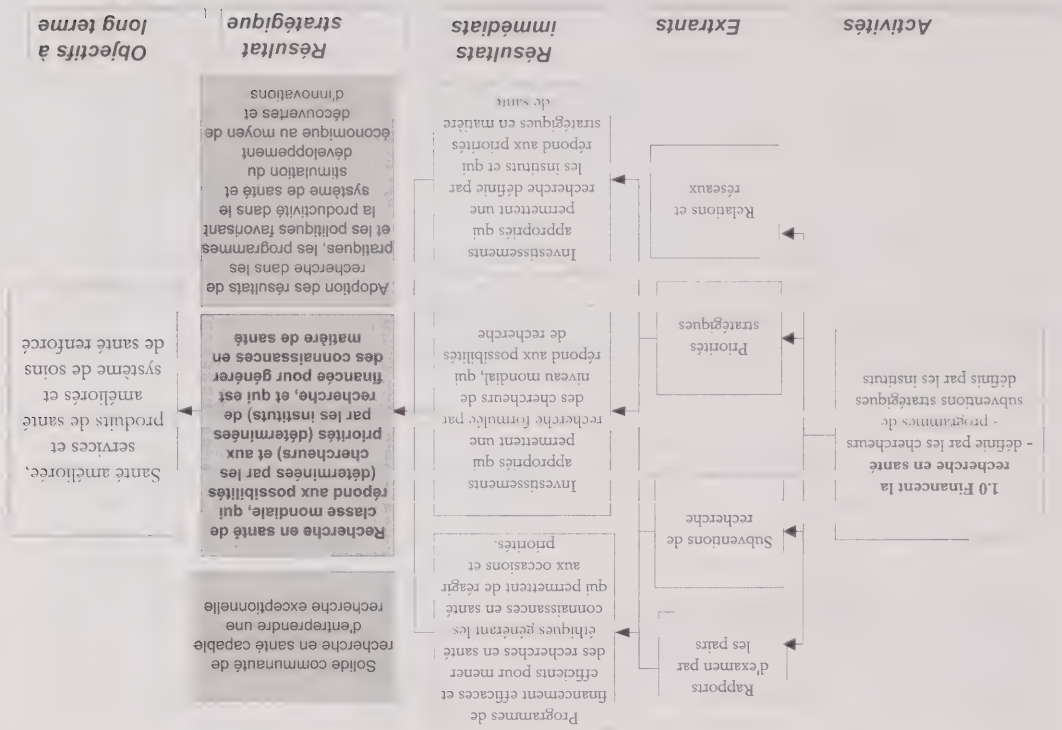 1.0 Financent la
recherche en santé
- définie par les chercheurs
- programmes de
subventions stratégiques
définis par les instituts
Rapports
d'examen par
les pairs
Subventions de
recherche
Priorités
stratégiques
Relations et
réseaux
Programmes de
financement efficaces et
efficients pour mener
des recherches en santé
éthiques générant les
connaissances en santé
qui permettent de réagir
aux occasions et
priorités.
Investissements
appropriés qui
permettent une
recherche formulée par
des chercheurs de
niveau mondial, qui
répond aux possibilités
de recherche
Investissements
appropriés qui
permettent une
recherche définie par
les instituts et qui
répond aux priorités
stratégiques en matière
de santé
Solide communauté de
recherche en santé capable
d'entreprendre une
recherche exceptionnelle
Recherche en santé de
classe mondiale, qui
répond aux possibilités
(déterminées par les
chercheurs) et aux
priorités (déterminées
par les instituts) de
recherche, et qui est
financée pour générer
des connaissances en
matière de santé
Adoption des résultats de
recherche dans les
pratiques, les programmes
et les politiques favorisant
la productivité dans le
système de santé et
stimulation du
développement
économique au moyen de
découvertes et
d'innovations
Santé améliorée,
services et
produits de santé
améliorés et
système de soins
de santé renforcé
Activités
Extrants
Résultats
immédiats
Résultat
stratégique
Objectifs à
long terme